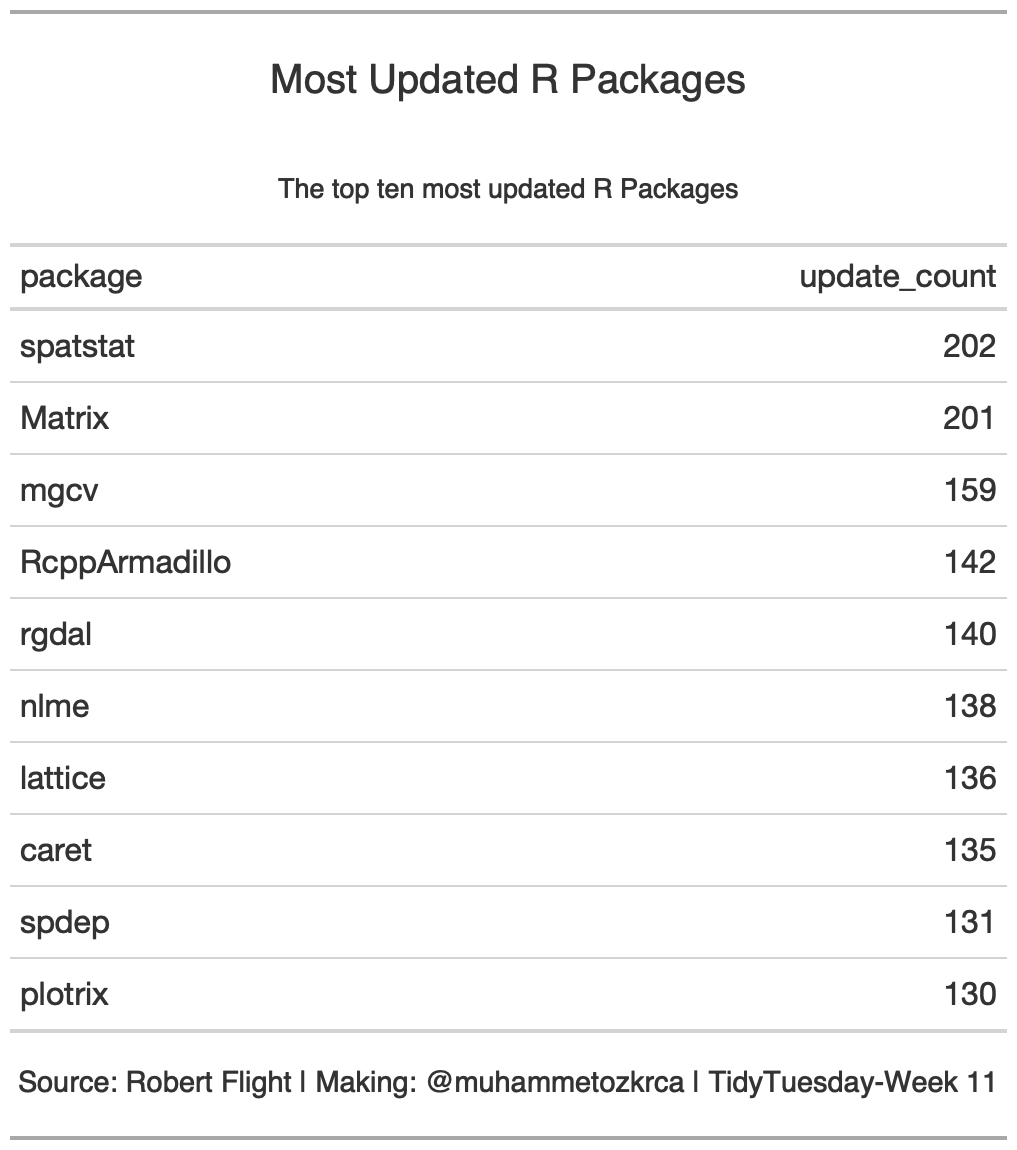 Most Updated R Packages
The top ten most updated R Packages
package update_count
spatstat 202
Matrix 201
mgcv 159
RcppArmadillo 142
rgdal 140
nlme 138
lattice 136
caret 135
spdep 131
plotrix 130
Source: Robert Flight | Making: @muhammetozkrca | TidyTuesday-Week 11